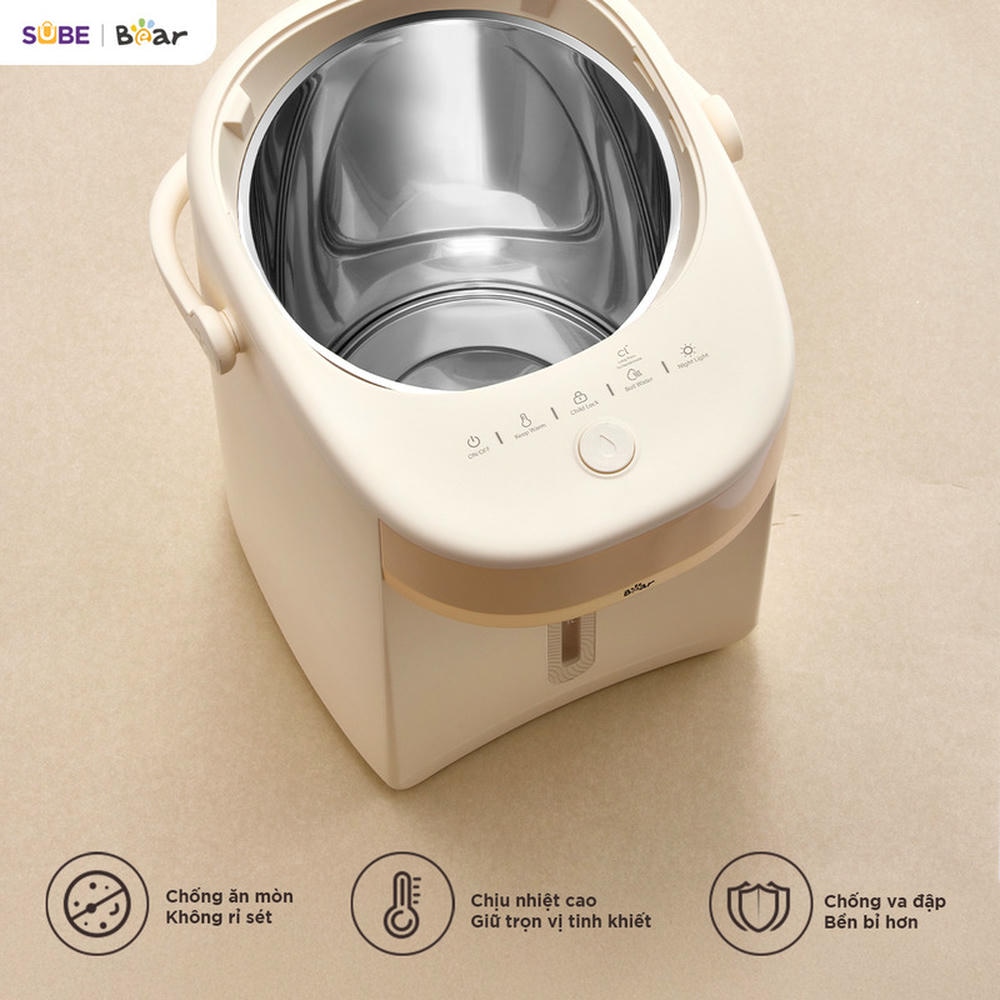 SUBE | Bear
Cl
ON/OFF
Keep Warm
Child Lock
Boil Water
Night Light
Bear
Chống ăn mòn
Không rỉ sét
Chịu nhiệt cao
Giữ trọn vị tinh khiết
Chống va đập
Bền bỉ hơn